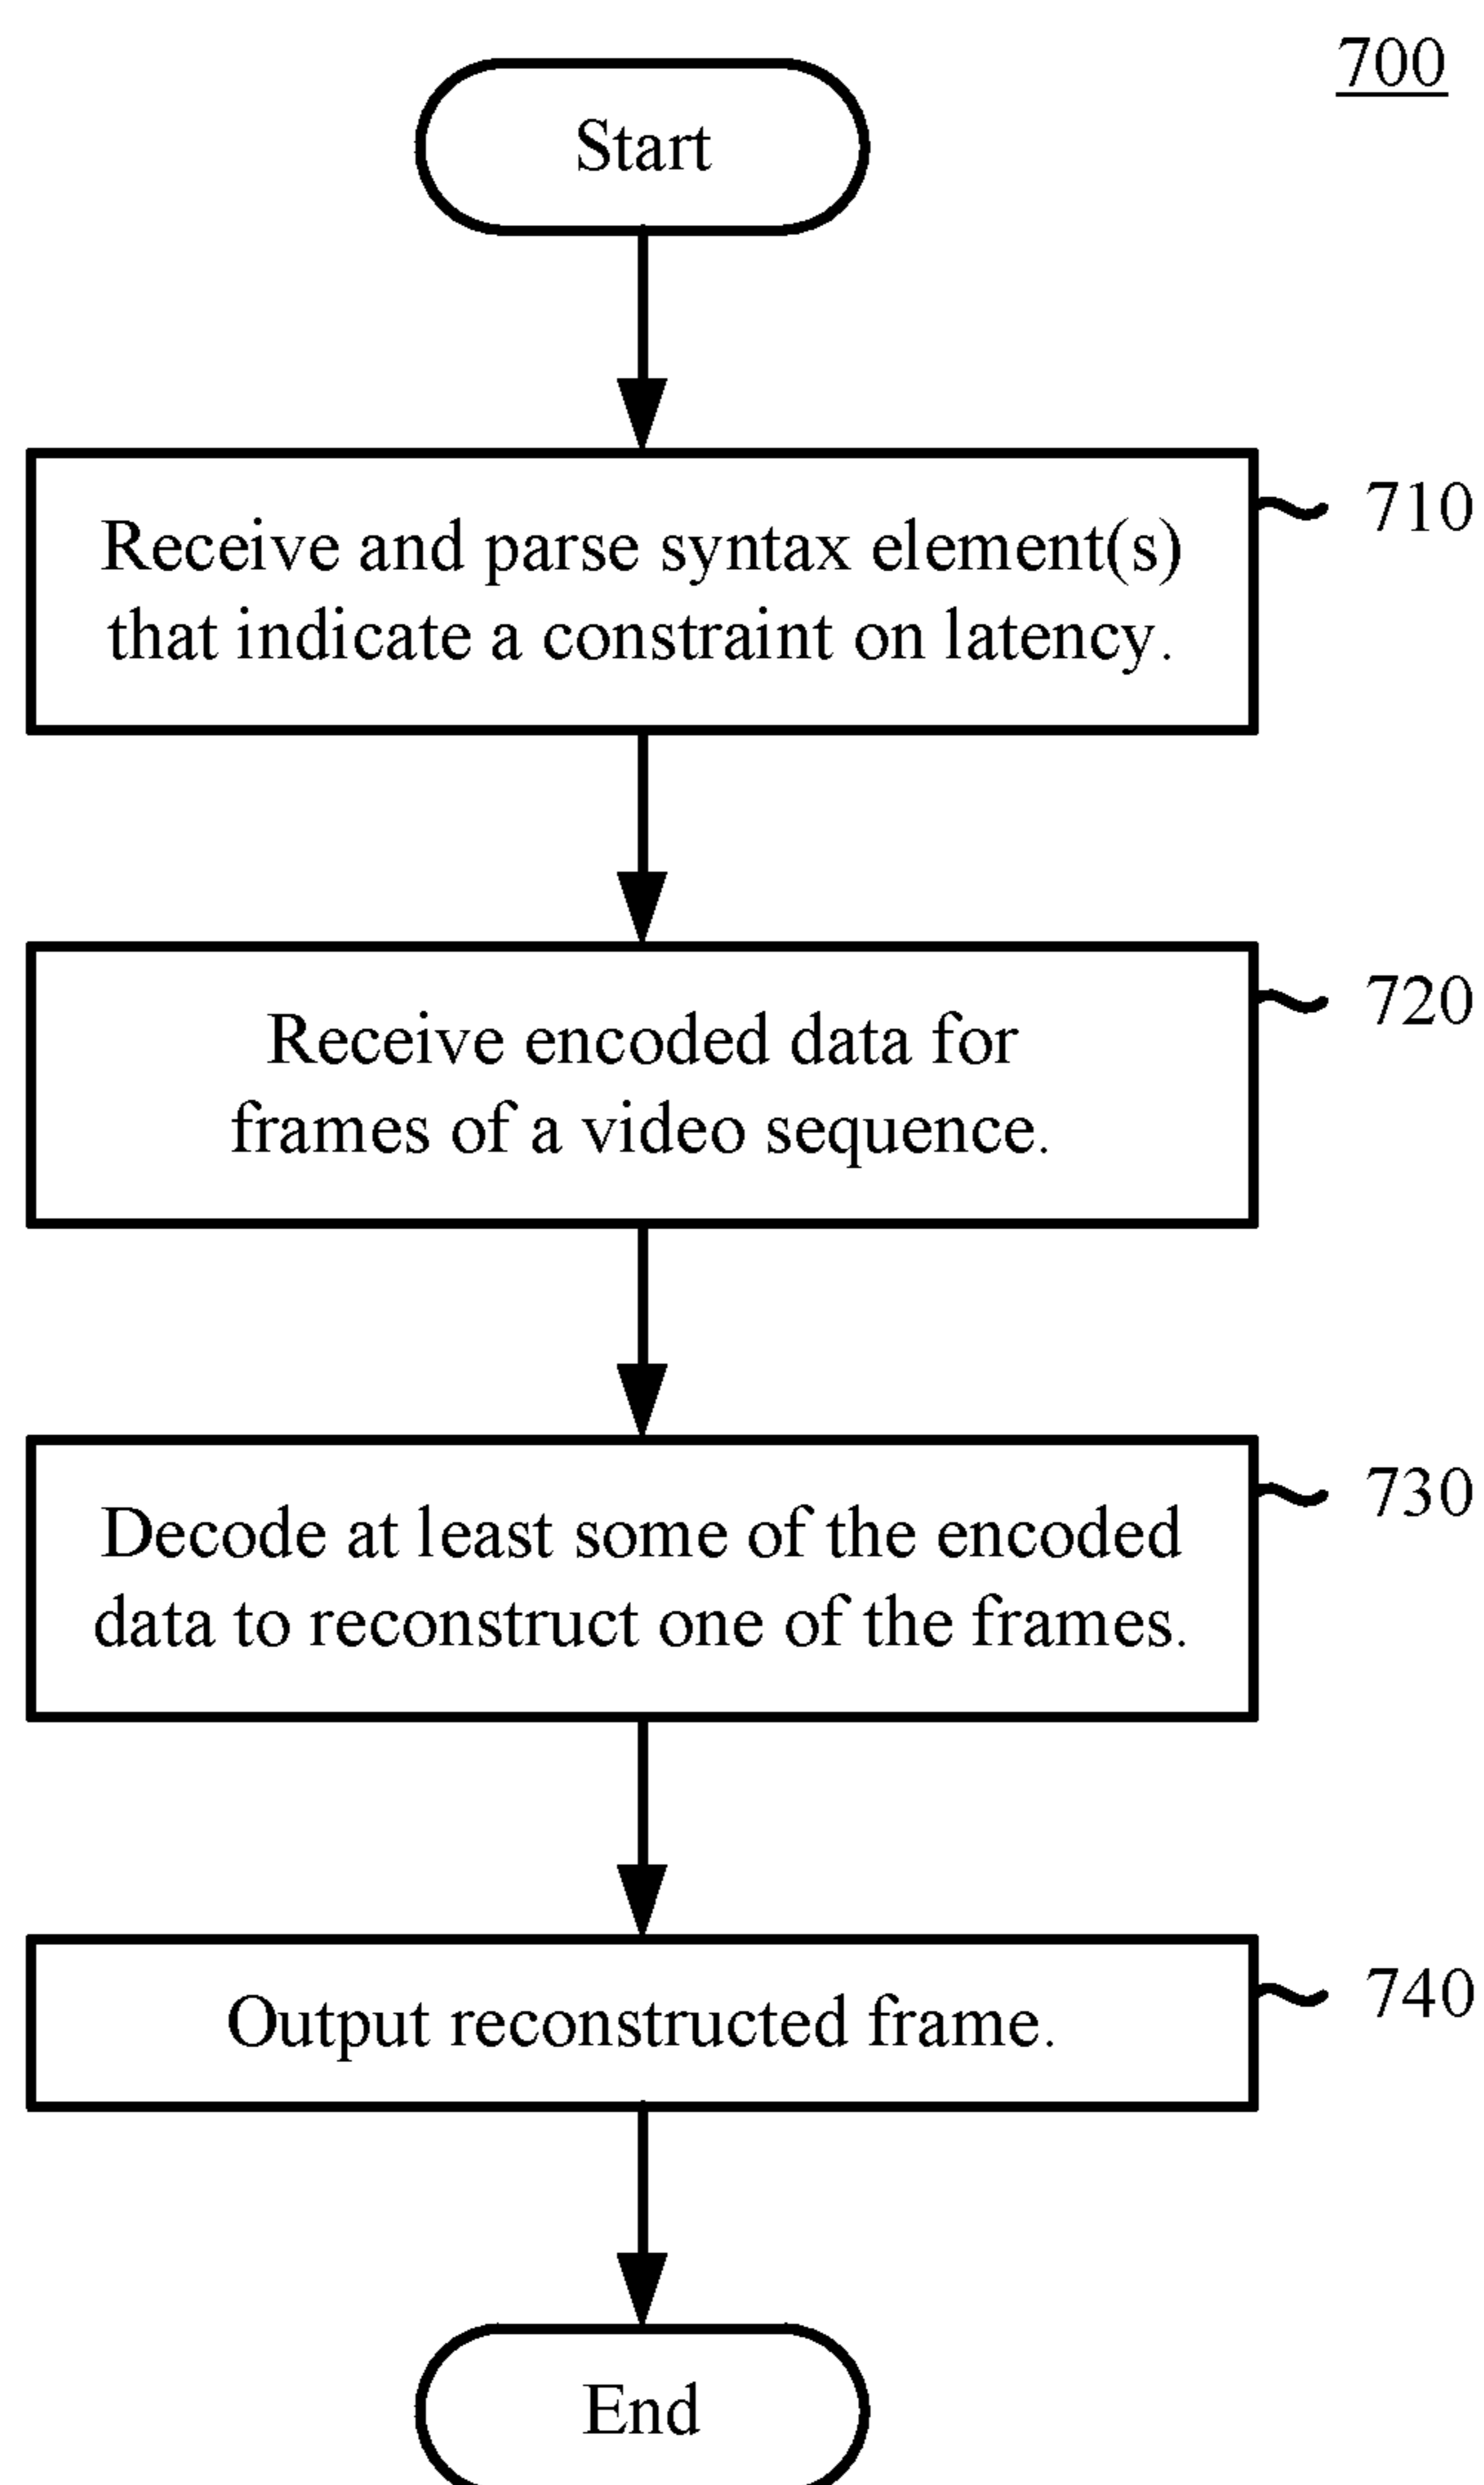 700
Start
Receive and parse syntax element(s)
that indicate a constraint on latency.
710
Receive encoded data for
frames of a video sequence.
720
Decode at least some of the encoded
data to reconstruct one of the frames.
730
Output reconstructed frame.
740
End